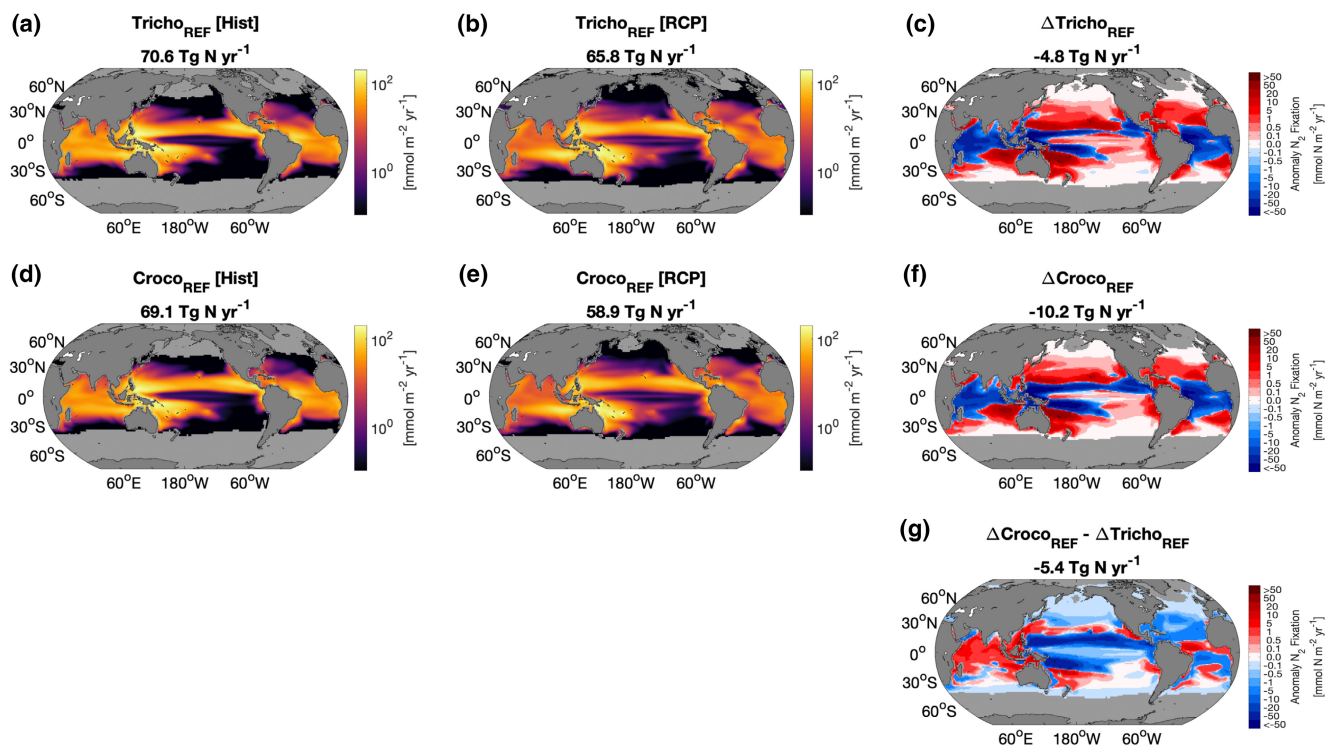 (a)
Tricho_REF [Hist]
70.6 Tg N yr⁻¹
60°N
30°N
0°
30°S
60°S
60°E 180°W 60°W
10²
10⁰
[mmol m⁻² yr⁻¹]
(b)
Tricho_REF [RCP]
65.8 Tg N yr⁻¹
60°N
30°N
0°
30°S
60°S
60°E 180°W 60°W
10²
10⁰
[mmol m⁻² yr⁻¹]
(c)
ΔTricho_REF
-4.8 Tg N yr⁻¹
60°N
30°N
0°
30°S
60°S
60°E 180°W 60°W
>50
50
20
10
5
1
0.5
0.1
0.0
-0.1
-0.5
-1
-5
-10
-20
-50
<-50
Anomaly N₂ Fixation
[mmol N m⁻² yr⁻¹]
(d)
Croco_REF [Hist]
69.1 Tg N yr⁻¹
60°N
30°N
0°
30°S
60°S
60°E 180°W 60°W
10²
10⁰
[mmol m⁻² yr⁻¹]
(e)
Croco_REF [RCP]
58.9 Tg N yr⁻¹
60°N
30°N
0°
30°S
60°S
60°E 180°W 60°W
10²
10⁰
[mmol m⁻² yr⁻¹]
(f)
ΔCroco_REF
-10.2 Tg N yr⁻¹
60°N
30°N
0°
30°S
60°S
60°E 180°W 60°W
>50
50
20
10
5
1
0.5
0.1
0.0
-0.1
-0.5
-1
-5
-10
-20
-50
<-50
Anomaly N₂ Fixation
[mmol N m⁻² yr⁻¹]
(g)
ΔCroco_REF - ΔTricho_REF
-5.4 Tg N yr⁻¹
60°N
30°N
0°
30°S
60°S
60°E 180°W 60°W
>50
50
20
10
5
1
0.5
0.1
0.0
-0.1
-0.5
-1
-5
-10
-20
-50
<-50
Anomaly N₂ Fixation
[mmol N m⁻² yr⁻¹]